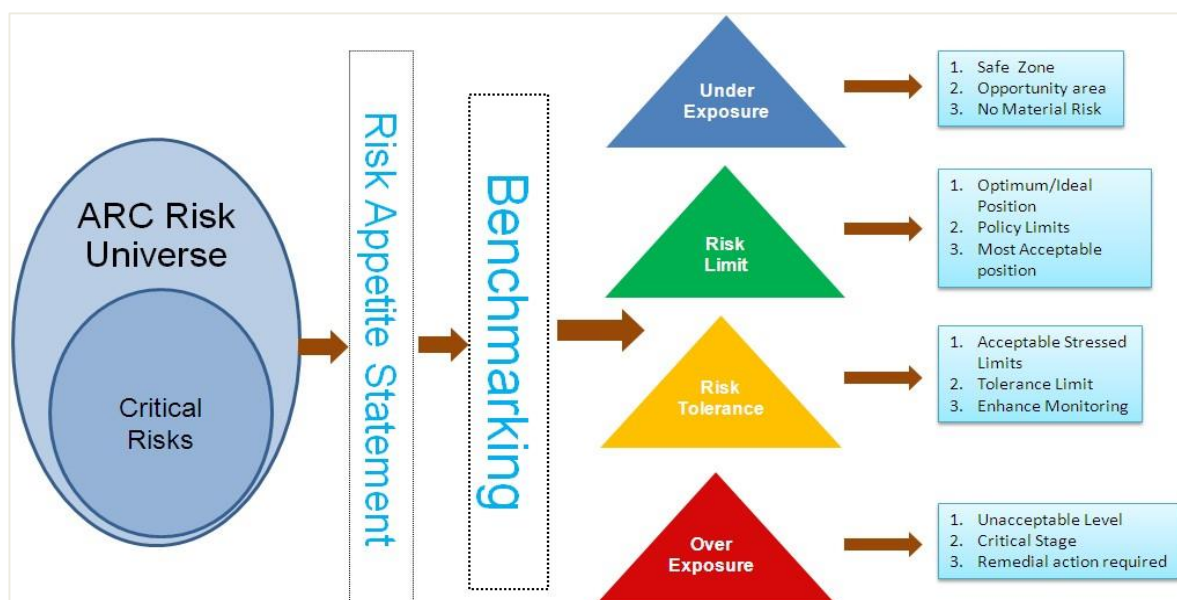 ARC Risk
Universe
Critical
Risks
Risk Appetite Statement
Benchmarking
Under
Exposure
1. Safe Zone
2. Opportunity area
3. No Material Risk
Risk
Limit
1. Optimum/Ideal
Position
2. Policy Limits
3. Most Acceptable
position
Risk
Tolerance
1. Acceptable Stressed
Limits
2. Tolerance Limit
3. Enhance Monitoring
Over
Exposure
1. Unacceptable Level
2. Critical Stage
3. Remedial action required